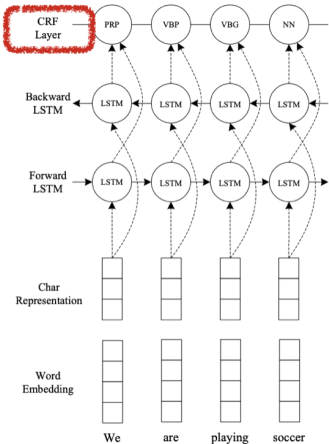 CRF
Layer
PRP VBP VBG NN
Backward
LSTM
LSTM LSTM LSTM LSTM
Forward
LSTM
LSTM LSTM LSTM LSTM
Char
Representation
Word
Embedding
We are playing soccer